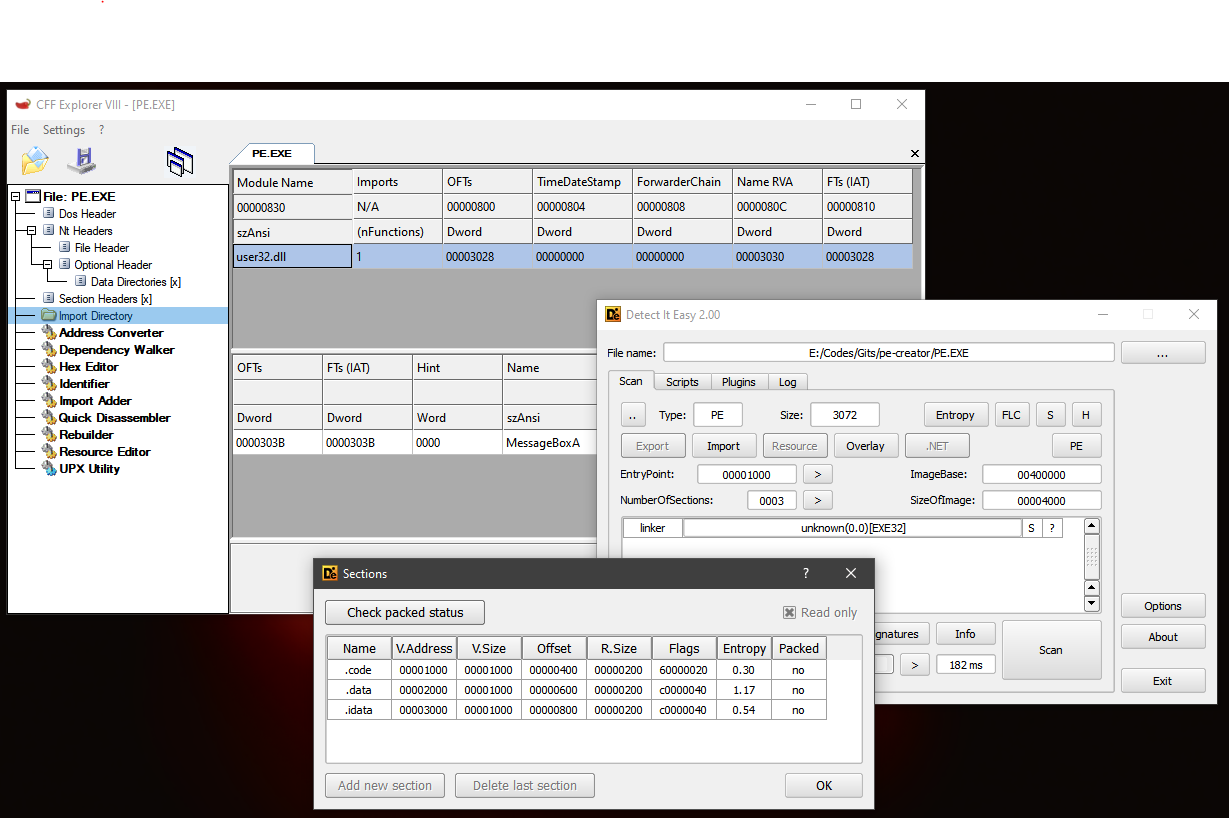 CFF Explorer VIII - [PE.EXE]
File Settings ?
PE.EXE
File: PE.EXE
Dos Header
Nt Headers
File Header
Optional Header
Data Directories [x]
Section Headers [x]
Import Directory
Address Converter
Dependency Walker
Hex Editor
Identifier
Import Adder
Quick Disassembler
Rebuilder
Resource Editor
UPX Utility
Module Name Imports OFTs TimeDateStamp ForwarderChain Name RVA FTs (IAT)
00000830 N/A 00000800 00000804 00000808 0000080C 00000810
szAnsi (nFunctions) Dword Dword Dword Dword Dword
user32.dll 1 00003028 00000000 00000000 00003030 00003028
OFTs FTs (IAT) Hint Name
Dword Dword Word szAnsi
0000303B 0000303B 0000 MessageBoxA
Detect It Easy 2.00
File name: E:/Codes/Gits/pe-creator/PE.EXE ...
Scan Scripts Plugins Log
.. Type: PE Size: 3072 Entropy FLC S H
Export Import Resource Overlay .NET PE
EntryPoint: 00001000 > ImageBase: 00400000
NumberOfSections: 0003 > SizeOfImage: 00004000
linker unknown(0.0)[EXE32] S ?
gnatures Info Scan
> 182 ms
Options
About
Exit
Sections ?
Check packed status Read only
Name V.Address V.Size Offset R.Size Flags Entropy Packed
.code 00001000 00001000 00000400 00000200 60000020 0.30 no
.data 00002000 00001000 00000600 00000200 c0000040 1.17 no
.idata 00003000 00001000 00000800 00000200 c0000040 0.54 no
Add new section Delete last section OK